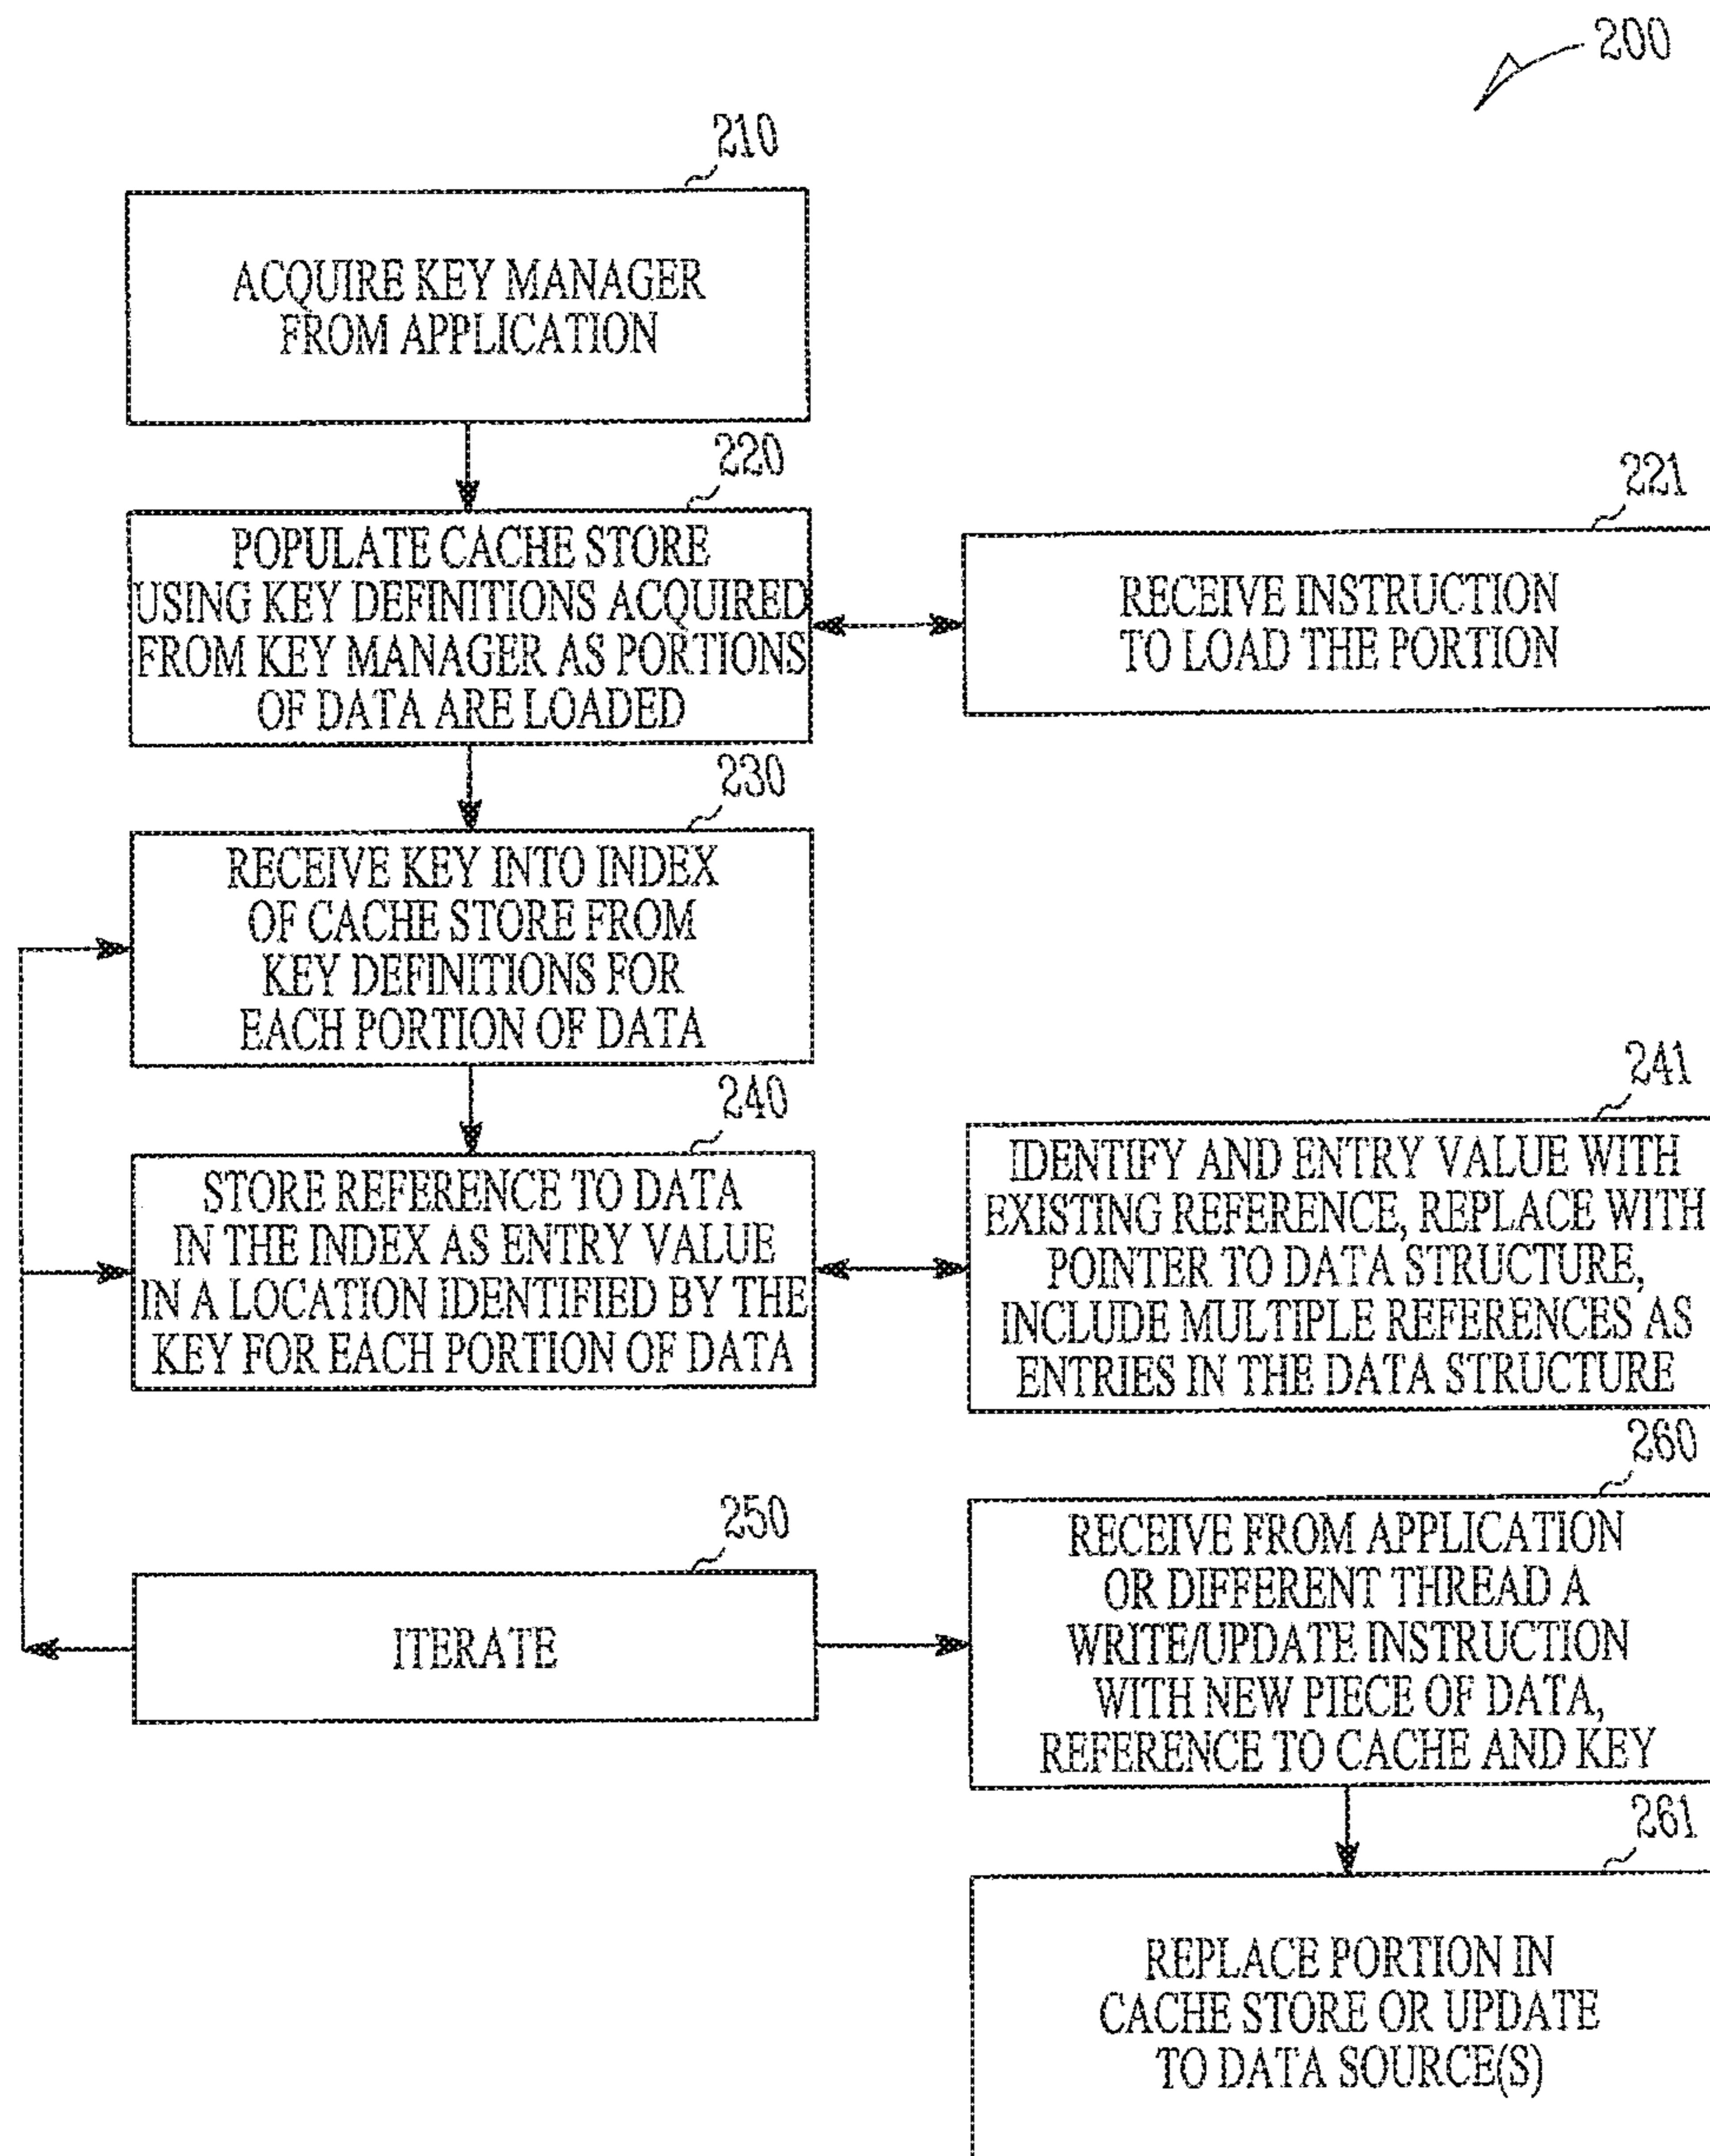 200
210
ACQUIRE KEY MANAGER
FROM APPLICATION
220
POPULATE CACHE STORE
USING KEY DEFINITIONS ACQUIRED
FROM KEY MANAGER AS PORTIONS
OF DATA ARE LOADED
221
RECEIVE INSTRUCTION
TO LOAD THE PORTION
230
RECEIVE KEY INTO INDEX
OF CACHE STORE FROM
KEY DEFINITIONS FOR
EACH PORTION OF DATA
240
STORE REFERENCE TO DATA
IN THE INDEX AS ENTRY VALUE
IN A LOCATION IDENTIFIED BY THE
KEY FOR EACH PORTION OF DATA
241
IDENTIFY AND ENTRY VALUE WITH
EXISTING REFERENCE, REPLACE WITH
POINTER TO DATA STRUCTURE,
INCLUDE MULTIPLE REFERENCES AS
ENTRIES IN THE DATA STRUCTURE
250
ITERATE
260
RECEIVE FROM APPLICATION
OR DIFFERENT THREAD A
WRITE/UPDATE INSTRUCTION
WITH NEW PIECE OF DATA,
REFERENCE TO CACHE AND KEY
261
REPLACE PORTION IN
CACHE STORE OR UPDATE
TO DATA SOURCE(S)